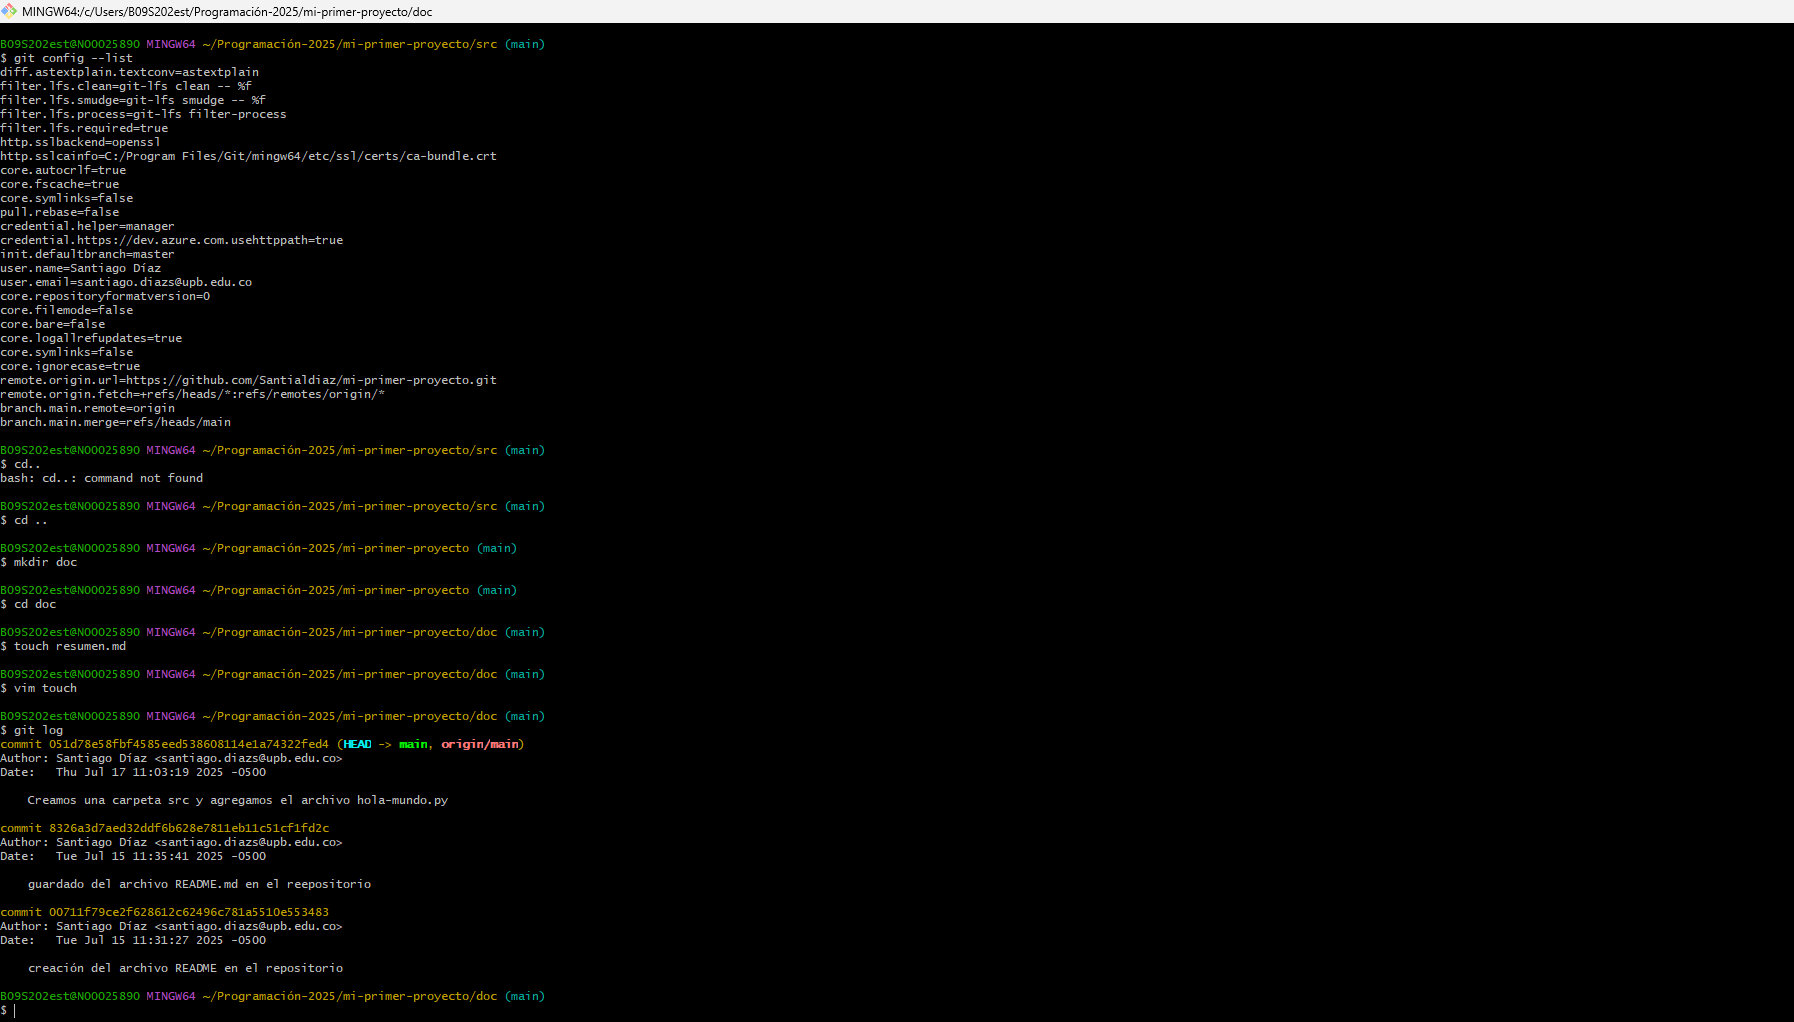 MINGW64:/c/Users/B09S202est/Programación-2025/mi-primer-proyecto/doc
B09S202est@N0025890 MINGW64 ~/Programación-2025/mi-primer-proyecto/src (main)
$ git config --list
diff.astextplain.textconv=astextplain
filter.lfs.clean=git-lfs clean -- %f
filter.lfs.smudge=git-lfs smudge -- %f
filter.lfs.process=git-lfs filter-process
filter.lfs.required=true
http.sslbackend=openssl
http.sslcainfo=C:/Program Files/Git/mingw64/etc/ssl/certs/ca-bundle.crt
core.autocrlf=true
core.fscache=true
core.symlinks=false
pull.rebase=false
credential.helper=manager
credential.https://dev.azure.com.usehttppath=true
init.defaultbranch=master
user.name=Santiago Díaz
user.email=santiago.diazs@upb.edu.co
core.repositoryformatversion=0
core.filemode=false
core.bare=false
core.logallrefupdates=true
core.symlinks=false
core.ignorecase=true
remote.origin.url=https://github.com/Santialdiaz/mi-primer-proyecto.git
remote.origin.fetch=+refs/heads/*:refs/remotes/origin/*
branch.main.remote=origin
branch.main.merge=refs/heads/main
B09S202est@N0025890 MINGW64 ~/Programación-2025/mi-primer-proyecto/src (main)
$ cd..
bash: cd..: command not found
B09S202est@N0025890 MINGW64 ~/Programación-2025/mi-primer-proyecto/src (main)
$ cd ..
B09S202est@N0025890 MINGW64 ~/Programación-2025/mi-primer-proyecto (main)
$ mkdir doc
B09S202est@N0025890 MINGW64 ~/Programación-2025/mi-primer-proyecto (main)
$ cd doc
B09S202est@N0025890 MINGW64 ~/Programación-2025/mi-primer-proyecto/doc (main)
$ touch resumen.md
B09S202est@N0025890 MINGW64 ~/Programación-2025/mi-primer-proyecto/doc (main)
$ vim touch
B09S202est@N0025890 MINGW64 ~/Programación-2025/mi-primer-proyecto/doc (main)
$ git log
commit 051d78e58fbf4585eed538608114e1a74322fed4 (HEAD -> main, origin/main)
Author: Santiago Díaz <santiago.diazs@upb.edu.co>
Date:   Thu Jul 17 11:03:19 2025 -0500
Creamos una carpeta src y agregamos el archivo hola-mundo.py
commit 8326a3d7aed32ddf6b628e7811eb11c51cf1fd2c
Author: Santiago Díaz <santiago.diazs@upb.edu.co>
Date:   Tue Jul 15 11:35:41 2025 -0500
guardado del archivo README.md en el reepositorio
commit 00711f79ce2f628612c62496c781a5510e553483
Author: Santiago Díaz <santiago.diazs@upb.edu.co>
Date:   Tue Jul 15 11:31:27 2025 -0500
creación del archivo README en el repositorio
B09S202est@N0025890 MINGW64 ~/Programación-2025/mi-primer-proyecto/doc (main)
$